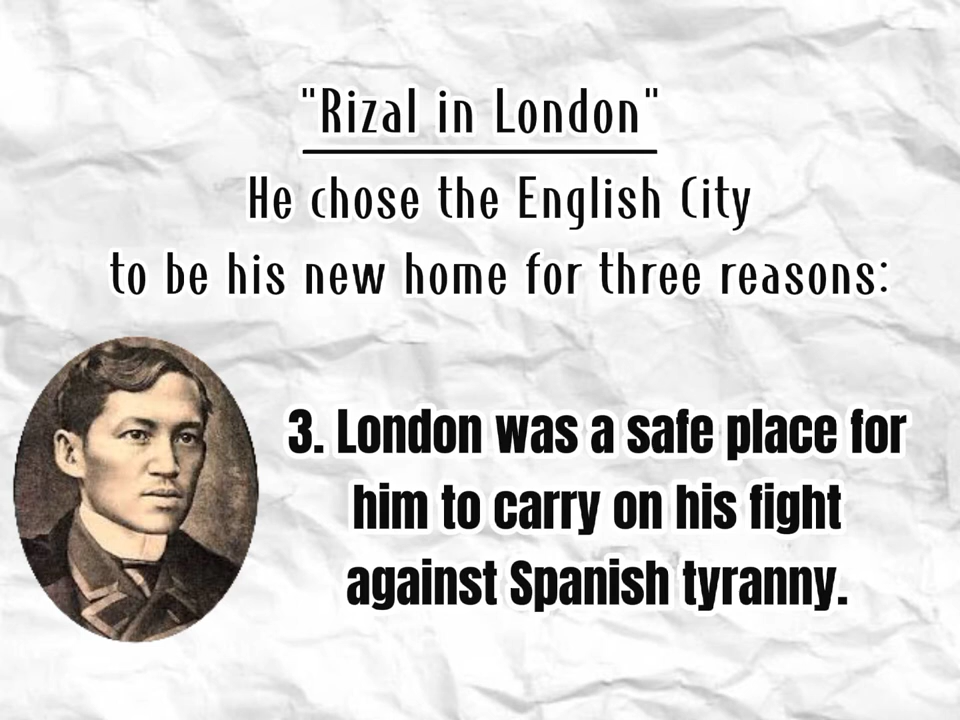 "Rizal in London"
He chose the English City
to be his new home for three reasons:
3. London was a safe place for
him to carry on his fight
against Spanish tyranny.